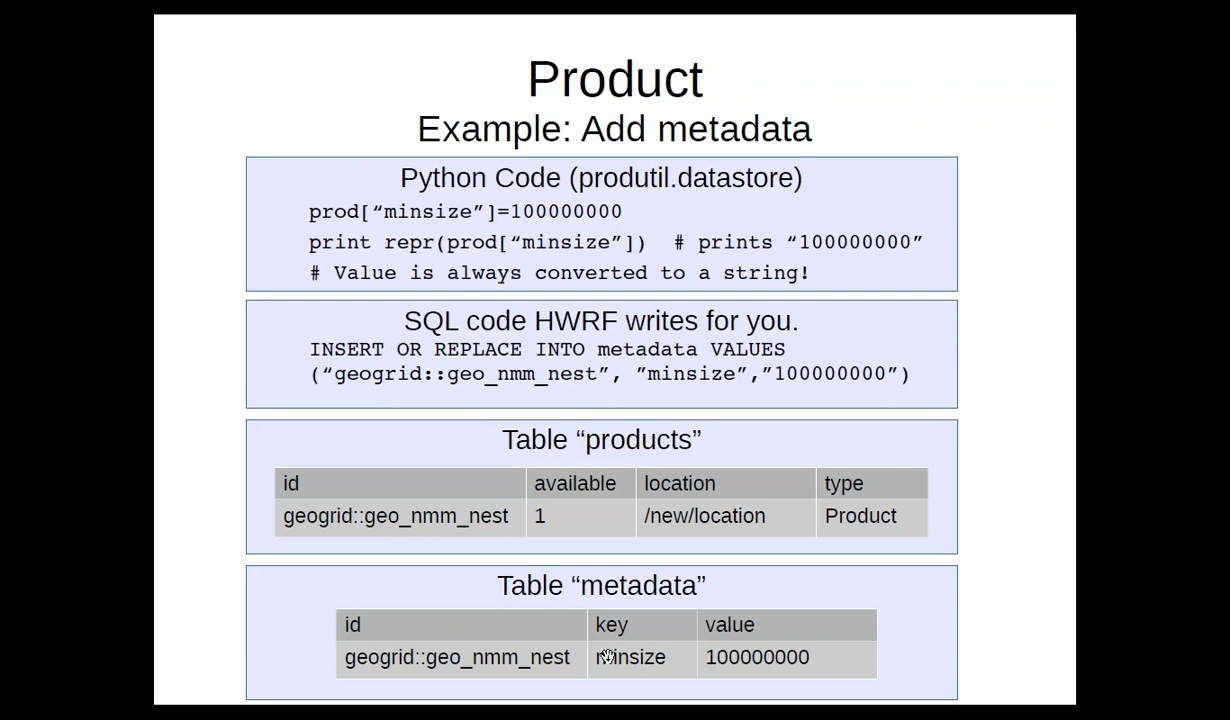 Product
Example: Add metadata
Python Code (produtil.datastore)
prod[“minsize”]=100000000
print repr(prod[“minsize”])  # prints “100000000”
# Value is always converted to a string!
SQL code HWRF writes for you.
INSERT OR REPLACE INTO metadata VALUES
(“geogrid::geo_nmm_nest”, ”minsize”,”100000000”)
Table “products”
id available location type
geogrid::geo_nmm_nest 1 /new/location Product
Table “metadata”
id key value
geogrid::geo_nmm_nest minsize 100000000